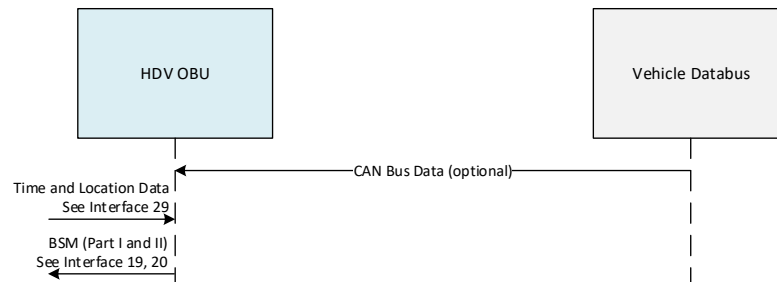 HDV OBU
Vehicle Databus
CAN Bus Data (optional)
Time and Location Data
See Interface 29
BSM (Part I and II)
See Interface 19, 20